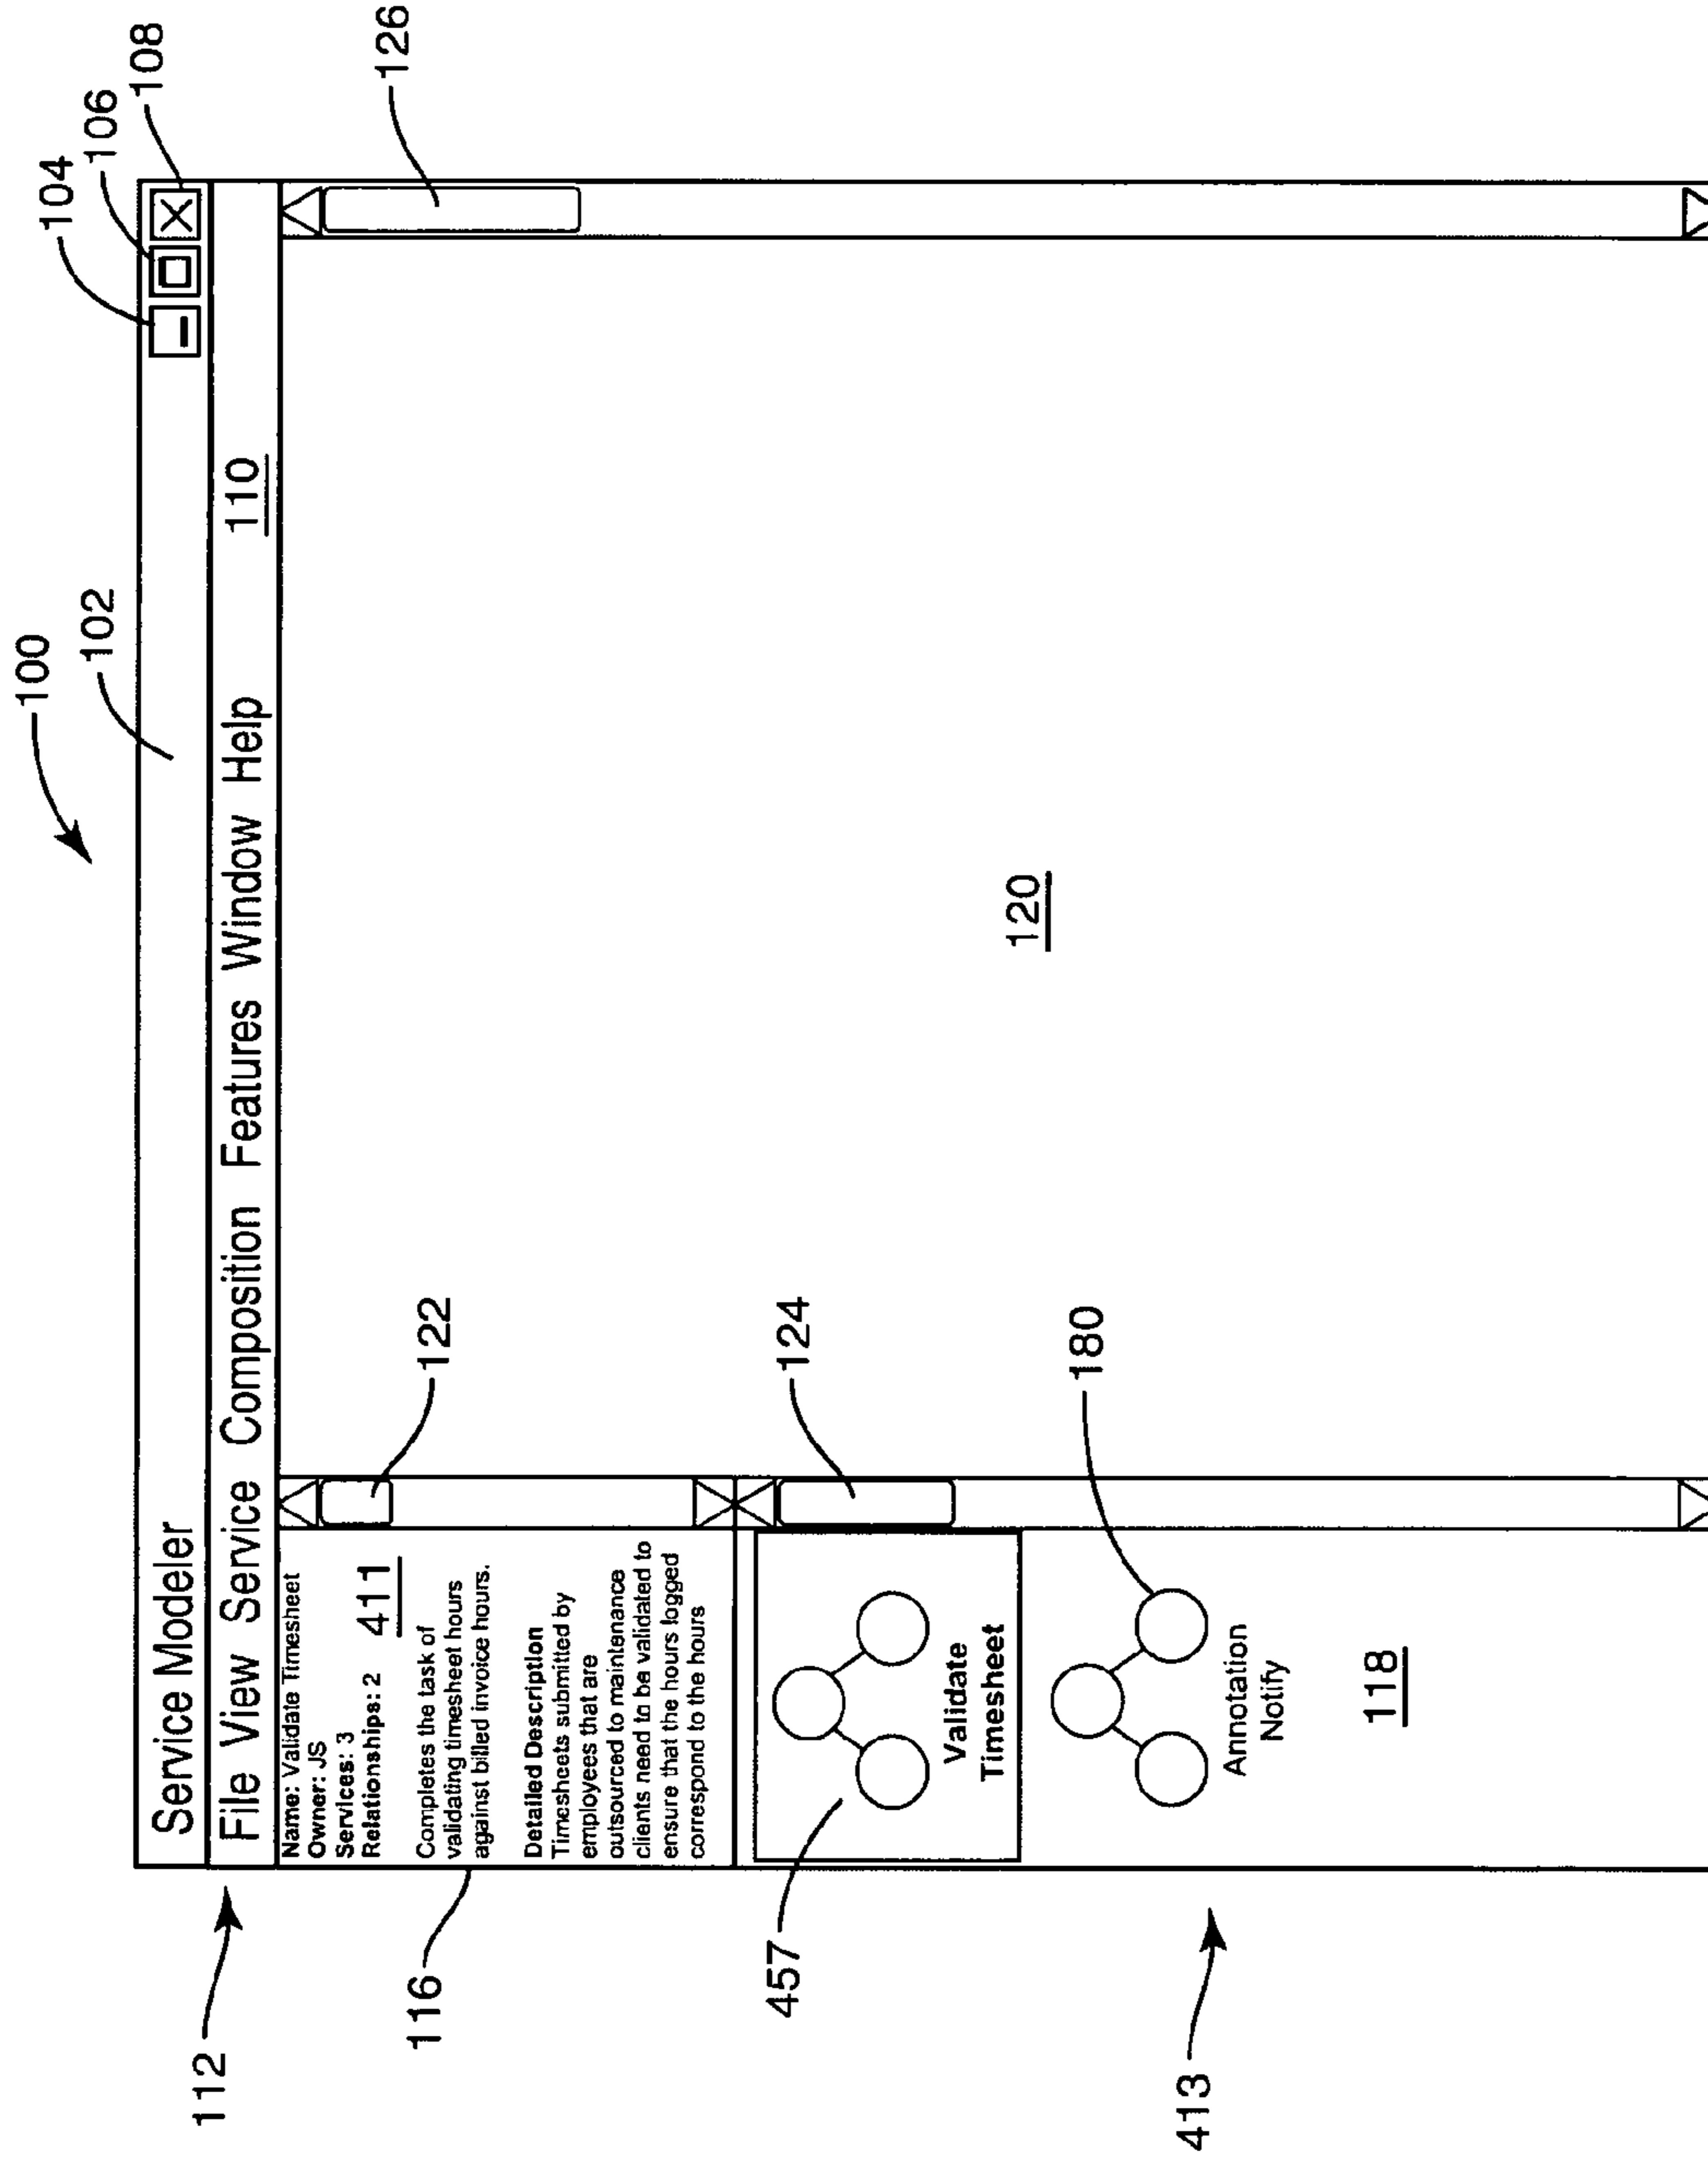 100
102
104
106
108
Service Modeler
112
File View Service Composition Features Window Help
110
Name: Validate Timesheet
Owner: JS
Services: 3
Relationships: 2
411
Completes the task of
validating timesheet hours
against billed invoice hours.
Detailed Description
Timesheets submitted by
employees that are
outsourced to maintenance
clients need to be validated to
ensure that the hours logged
correspond to the hours
116
122
126
457
124
Validate
Timesheet
120
180
Annotation
Notify
413
118